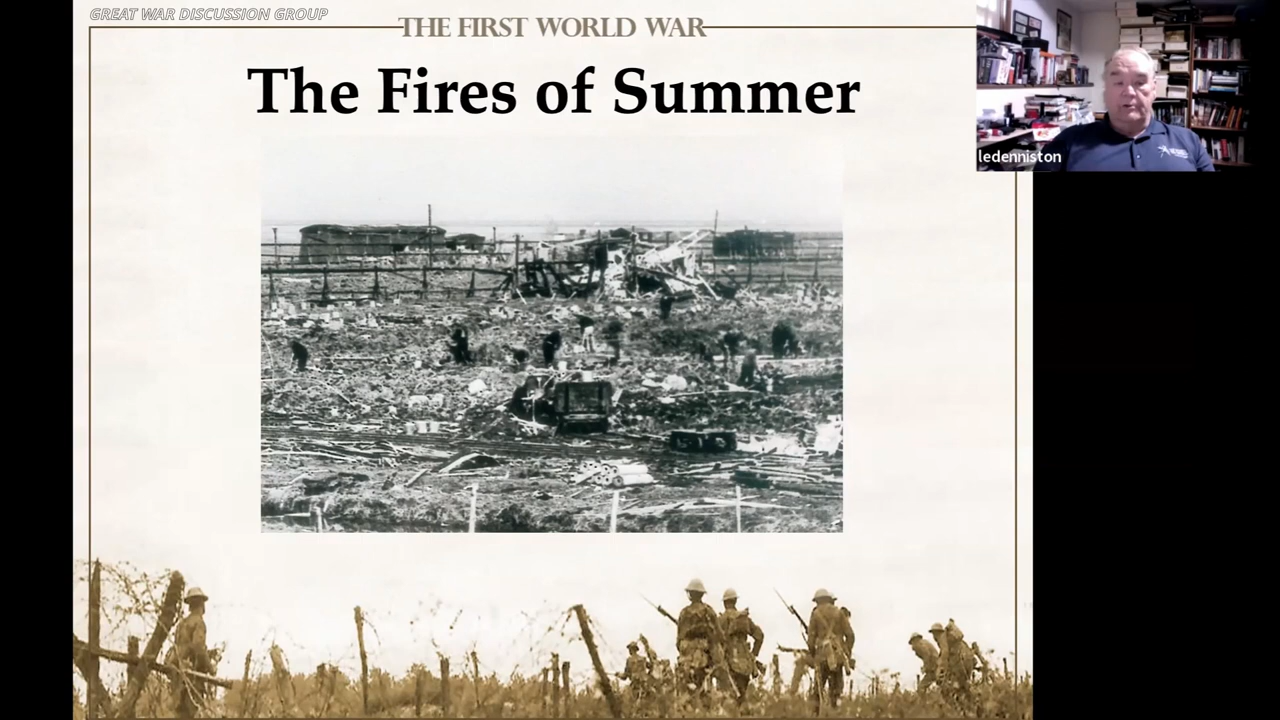 GREAT WAR DISCUSSION GROUP
THE FIRST WORLD WAR
The Fires of Summer
ledenniston